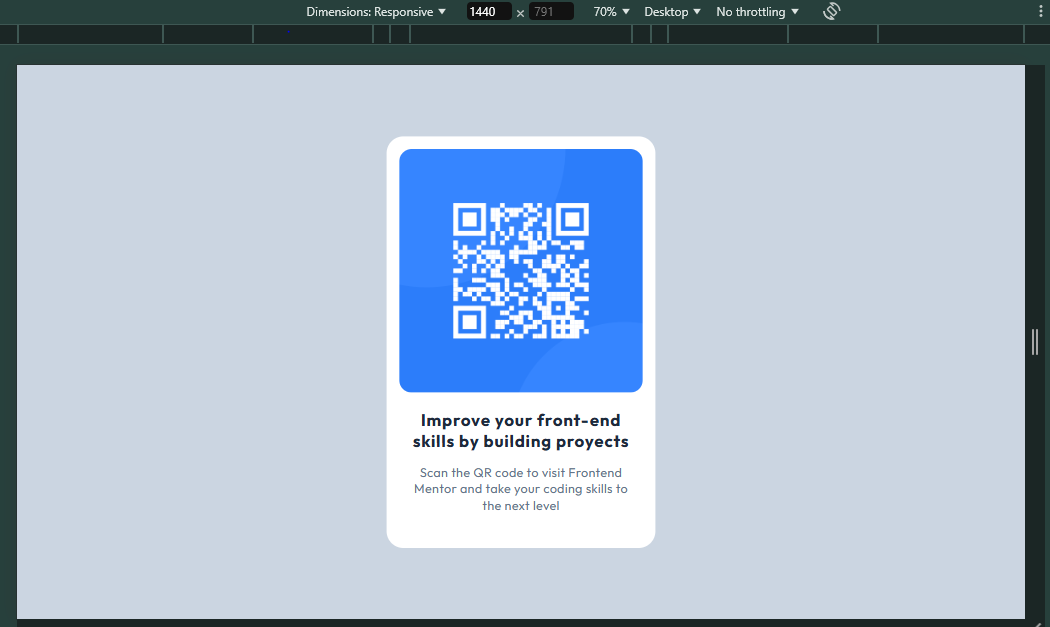 Dimensions: Responsive 1440 × 791 70% Desktop No throttling
Improve your front-end
skills by building proyects
Scan the QR code to visit Frontend
Mentor and take your coding skills to
the next level